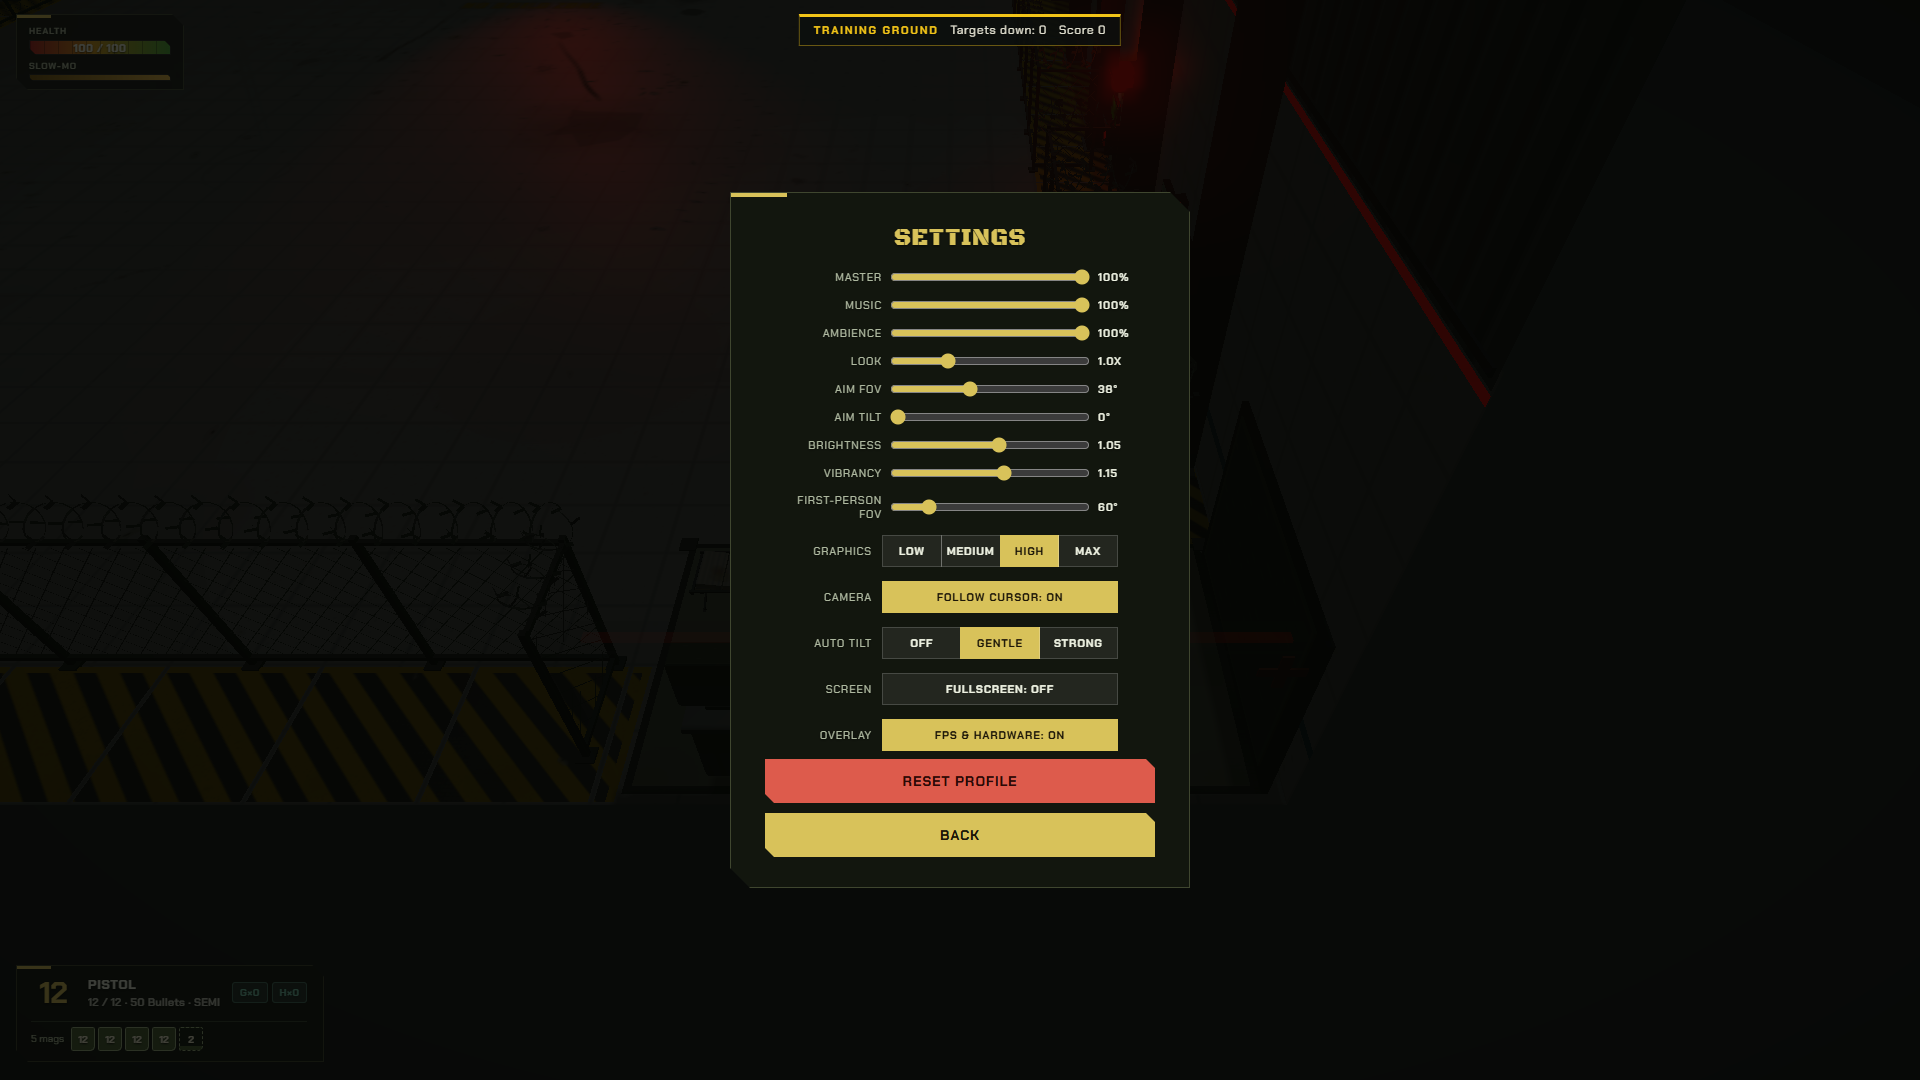 HEALTH
100 / 100
SLOW-MO
TRAINING GROUND Targets down: 0 Score 0
SETTINGS
MASTER 100%
MUSIC 100%
AMBIENCE 100%
LOOK 1.0X
AIM FOV 38°
AIM TILT 0°
BRIGHTNESS 1.05
VIBRANCY 1.15
FIRST-PERSON
FOV 60°
GRAPHICS LOW MEDIUM HIGH MAX
CAMERA FOLLOW CURSOR: ON
AUTO TILT OFF GENTLE STRONG
SCREEN FULLSCREEN: OFF
OVERLAY FPS & HARDWARE: ON
RESET PROFILE
BACK
12 PISTOL
12 / 12 · 50 Bullets · SEMI
G×0 H×0
5 mags 12 12 12 12 2